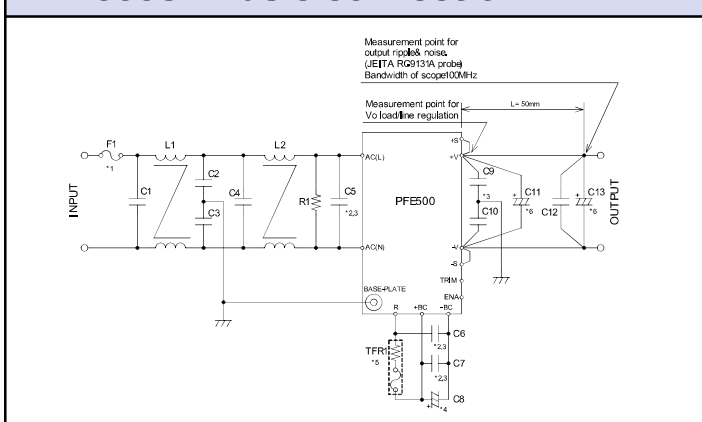 Measurement point for
output ripple& noise.
(JEITA RC-9131A probe)
Bandwidth of scope100MHz
Measurement point for
Vo load/line regulation
L= 50mm
F1
*1
L1
L2
C1
C2
C3
C4
R1
C5
*2,3
INPUT
AC(L)
AC(N)
PFE500
BASE-PLATE
+S
+V
-V
-S
TRIM
ENA
R
+BC
-BC
C9
*3
C10
C11
*6
C12
C13
*6
OUTPUT
C6
*2,3
C7
*2,3
C8
*4
TFR1
*5